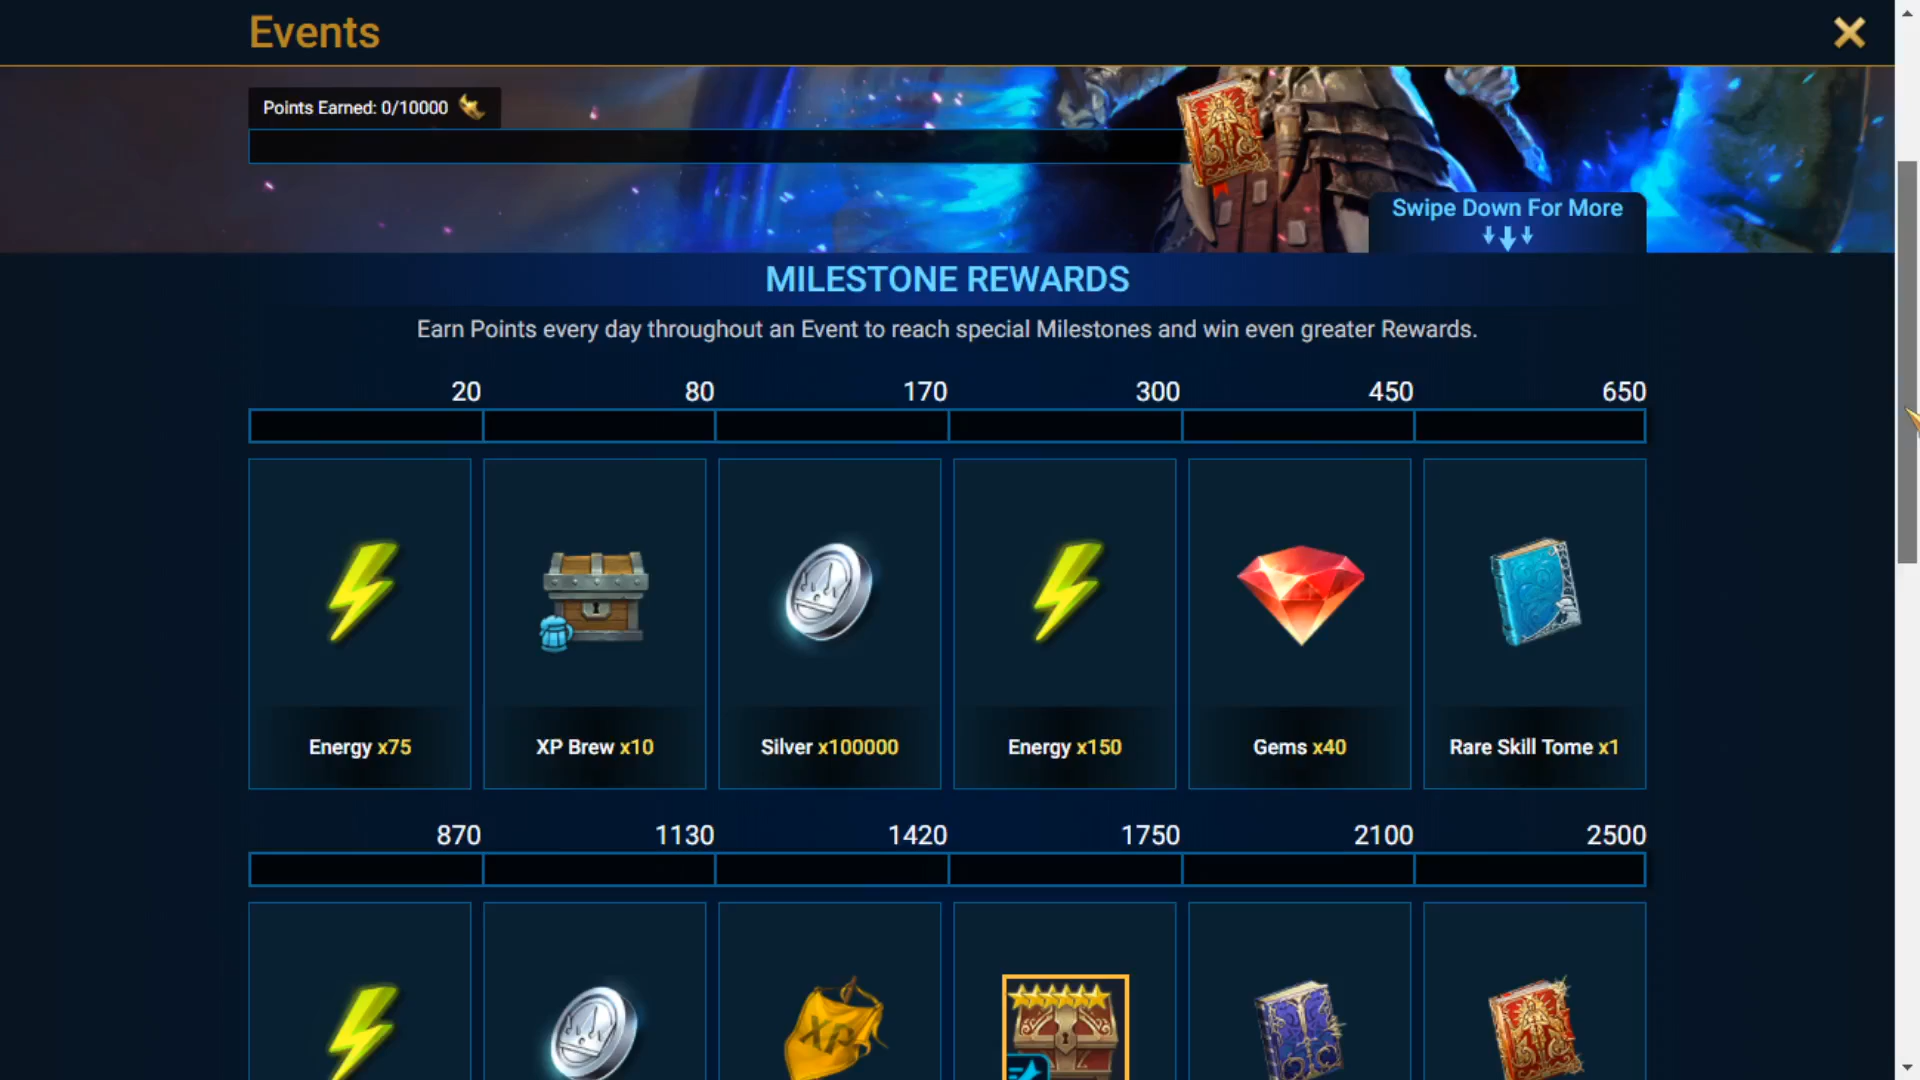 Events
Points Earned: 0/10000
Swipe Down For More
MILESTONE REWARDS
Earn Points every day throughout an Event to reach special Milestones and win even greater Rewards.
20 80 170 300 450 650
Energy x75 XP Brew x10 Silver x100000 Energy x150 Gems x40 Rare Skill Tome x1
870 1130 1420 1750 2100 2500
XP